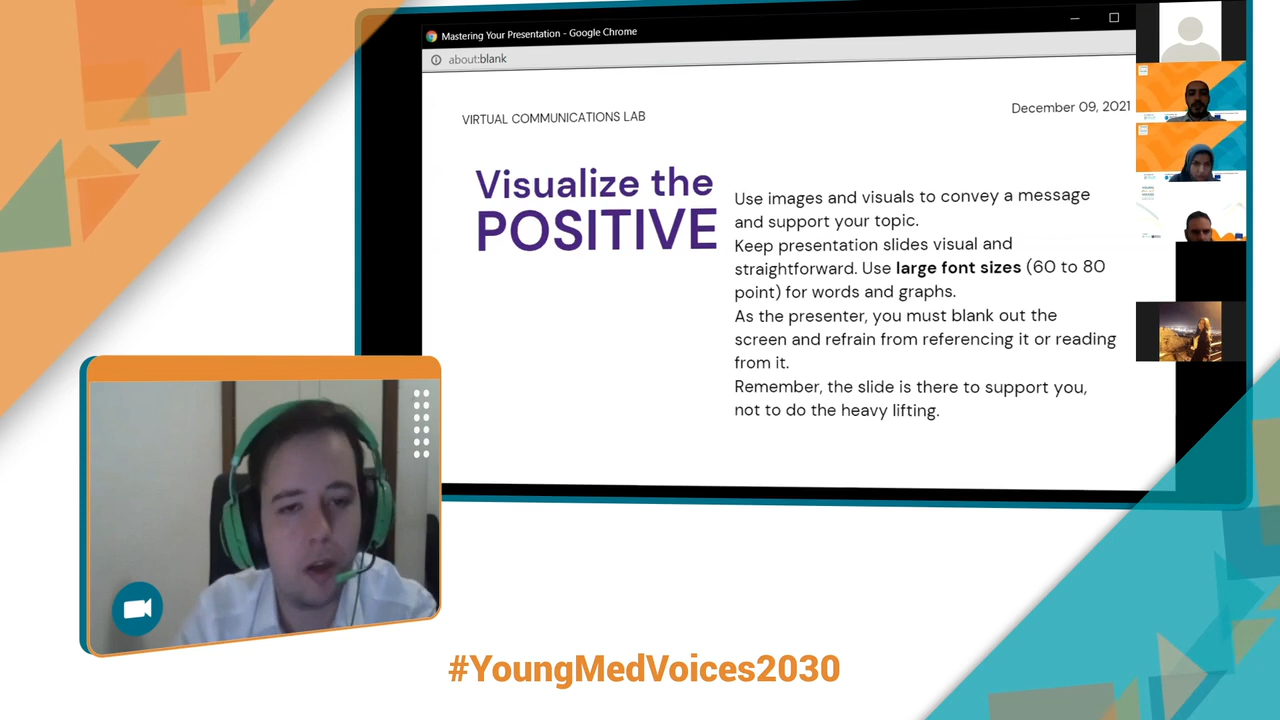 Mastering Your Presentation - Google Chrome
about:blank
VIRTUAL COMMUNICATIONS LAB
December 09, 2021
Visualize the
POSITIVE
Use images and visuals to convey a message
and support your topic.
Keep presentation slides visual and
straightforward. Use large font sizes (60 to 80
point) for words and graphs.
As the presenter, you must blank out the
screen and refrain from referencing it or reading
from it.
Remember, the slide is there to support you,
not to do the heavy lifting.
#YoungMedVoices2030